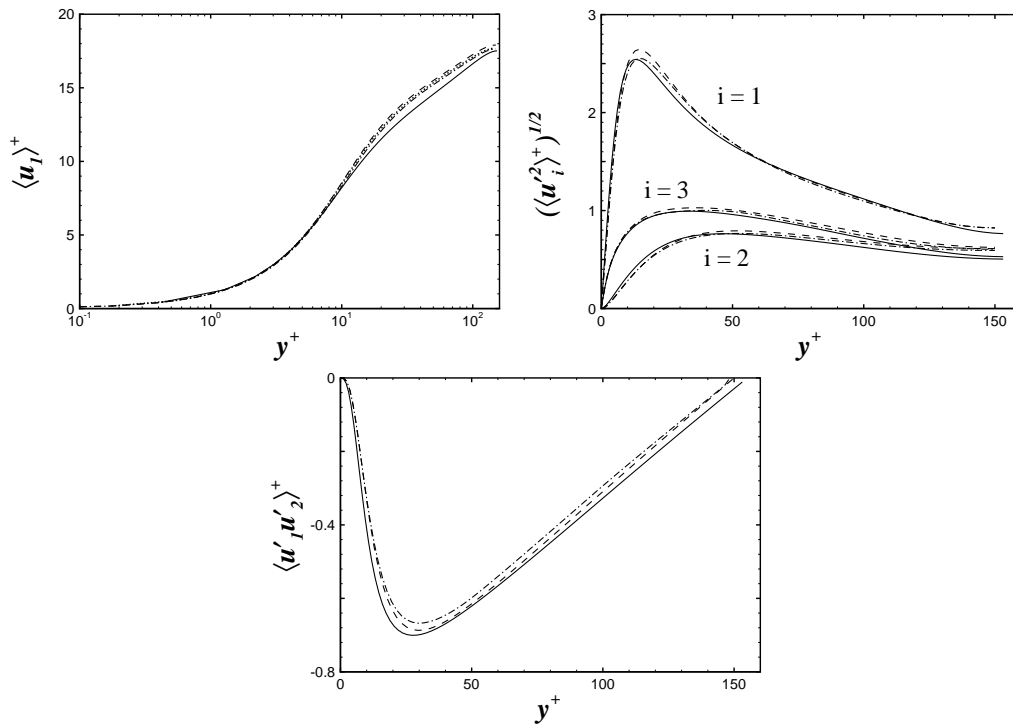 20
15
10
5
0
10⁻¹ 10⁰ 10¹ 10²
y⁺
⟨u₁⟩⁺
3
2
1
0
0 50 100 150
y⁺
(⟨u′ᵢ²⟩⁺)^{1/2}
i = 1
i = 3
i = 2
0
-0.4
-0.8
0 50 100 150
y⁺
⟨u′₁u′₂⟩⁺